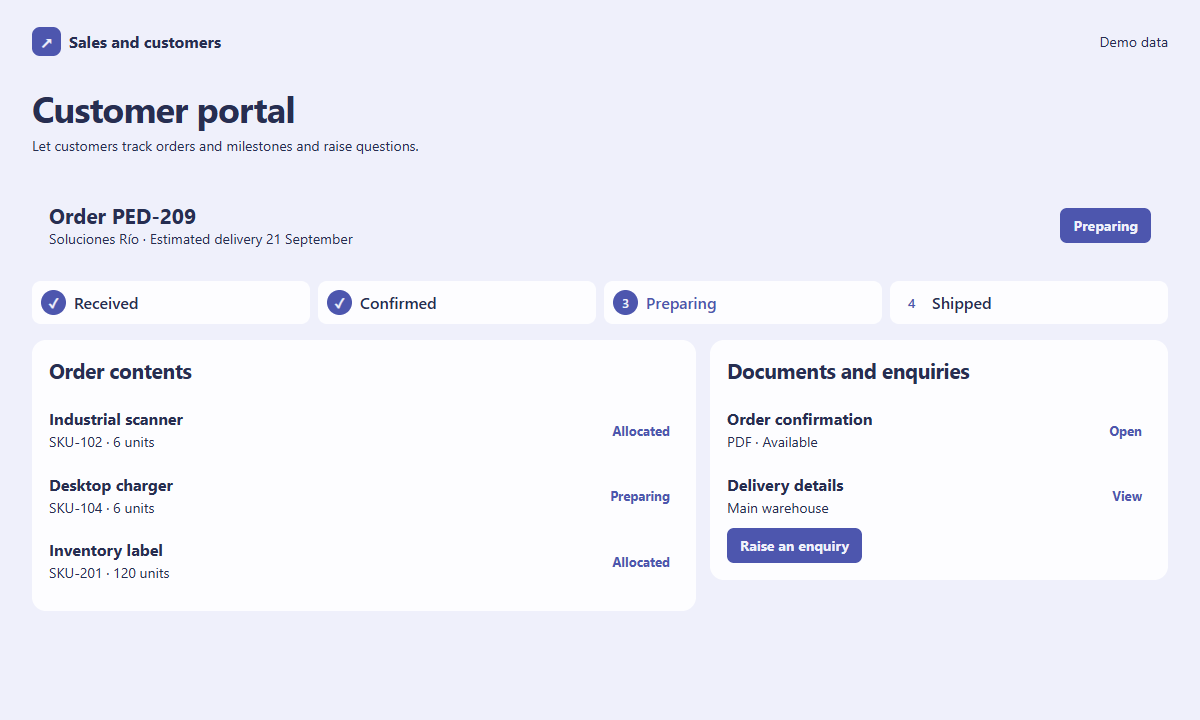 Sales and customers
Demo data
Customer portal
Let customers track orders and milestones and raise questions.
Order PED-209
Soluciones Río · Estimated delivery 21 September
Preparing
✓ Received
✓ Confirmed
3 Preparing
4 Shipped
Order contents
Industrial scanner
SKU-102 · 6 units
Allocated
Desktop charger
SKU-104 · 6 units
Preparing
Inventory label
SKU-201 · 120 units
Allocated
Documents and enquiries
Order confirmation
PDF · Available
Open
Delivery details
Main warehouse
View
Raise an enquiry